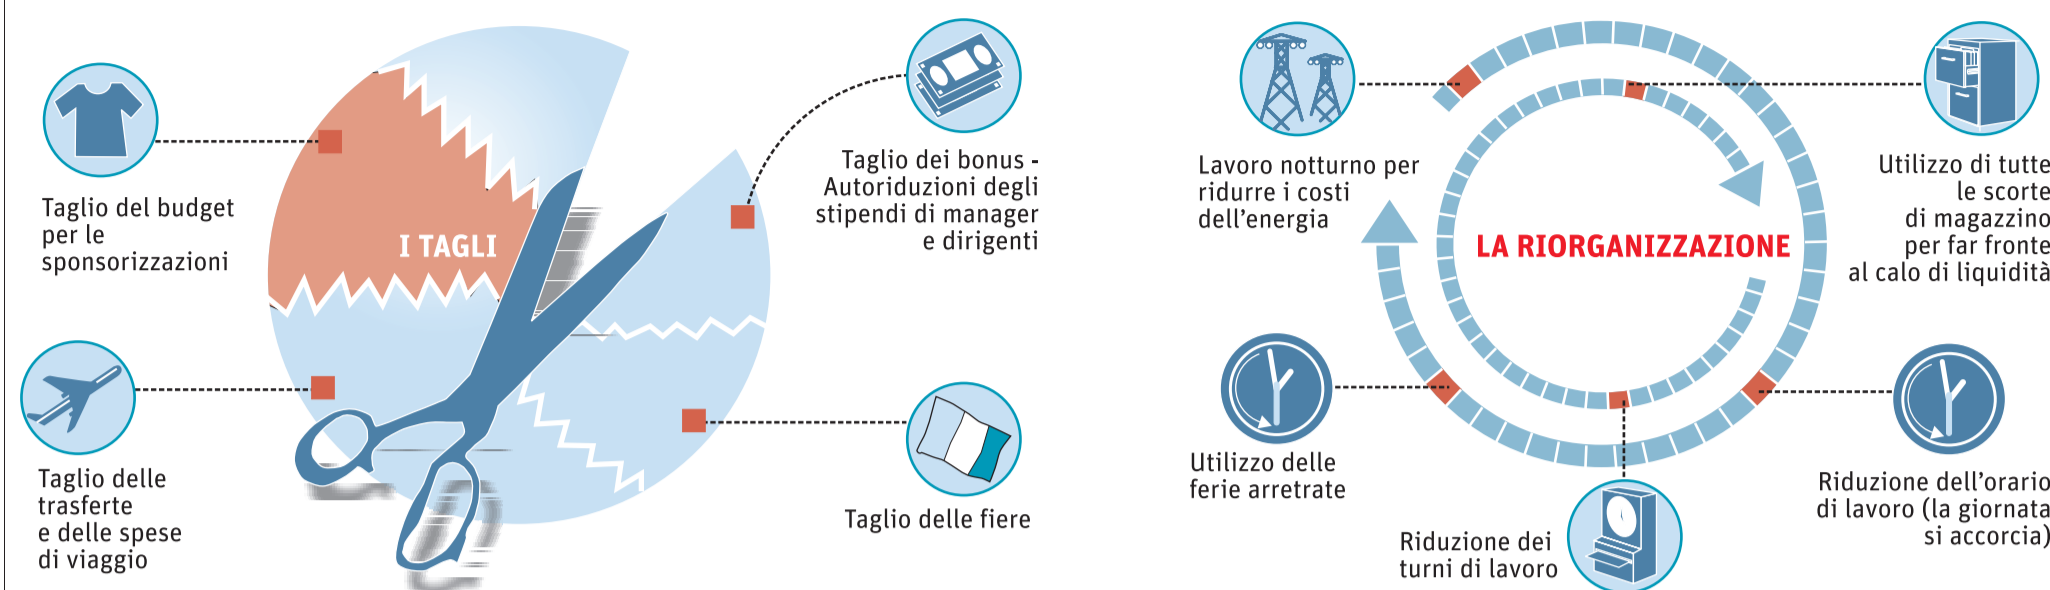 Taglio del budget
per le
sponsorizzazioni
I TAGLI
Taglio dei bonus -
Autoriduzioni degli
stipendi di manager
e dirigenti
Taglio delle
trasferte
e delle spese
di viaggio
Taglio delle fiere
Lavoro notturno per
ridurre i costi
dell'energia
LA RIORGANIZZAZIONE
Utilizzo di tutte
le scorte
di magazzino
per far fronte
al calo di liquidità
Utilizzo delle
ferie arretrate
Riduzione dei
turni di lavoro
Riduzione dell'orario
di lavoro (la giornata
si accorcia)